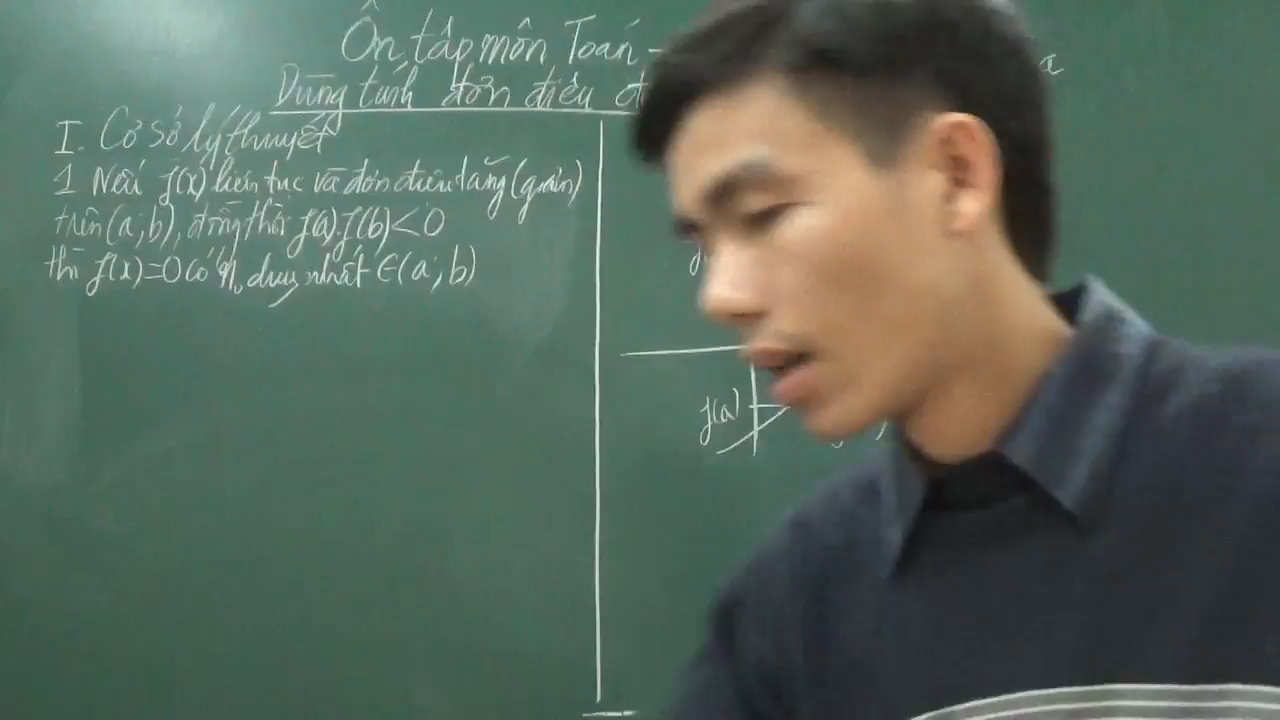 Ôn tập môn Toán -
Dùng tính đơn điệu đ
I. Cơ sở lý thuyết
1 Nếu f(x) liên tục và đơn điệu tăng (giảm)
trên (a;b), đồng thời f(a).f(b)<0
thì f(x)=0 có n₀ duy nhất ∈(a;b)
f(a)